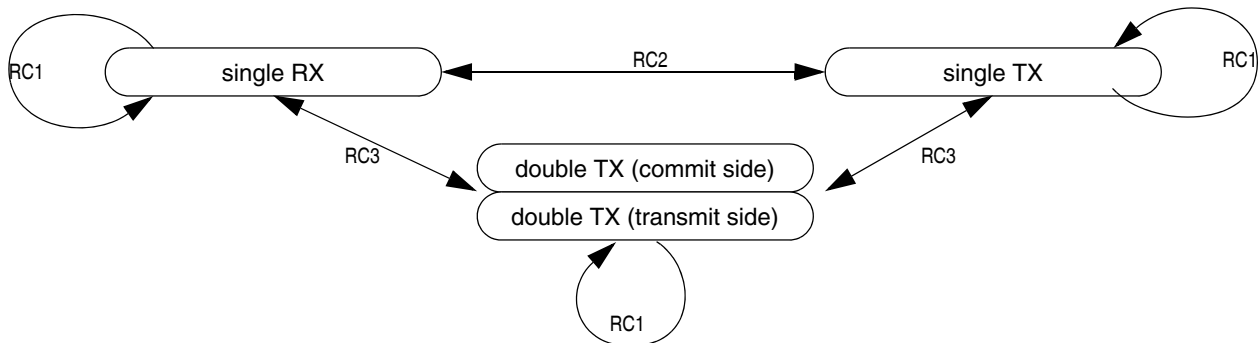 RC1
single RX
RC2
single TX
RC1
RC3
RC3
double TX (commit side)
double TX (transmit side)
RC1